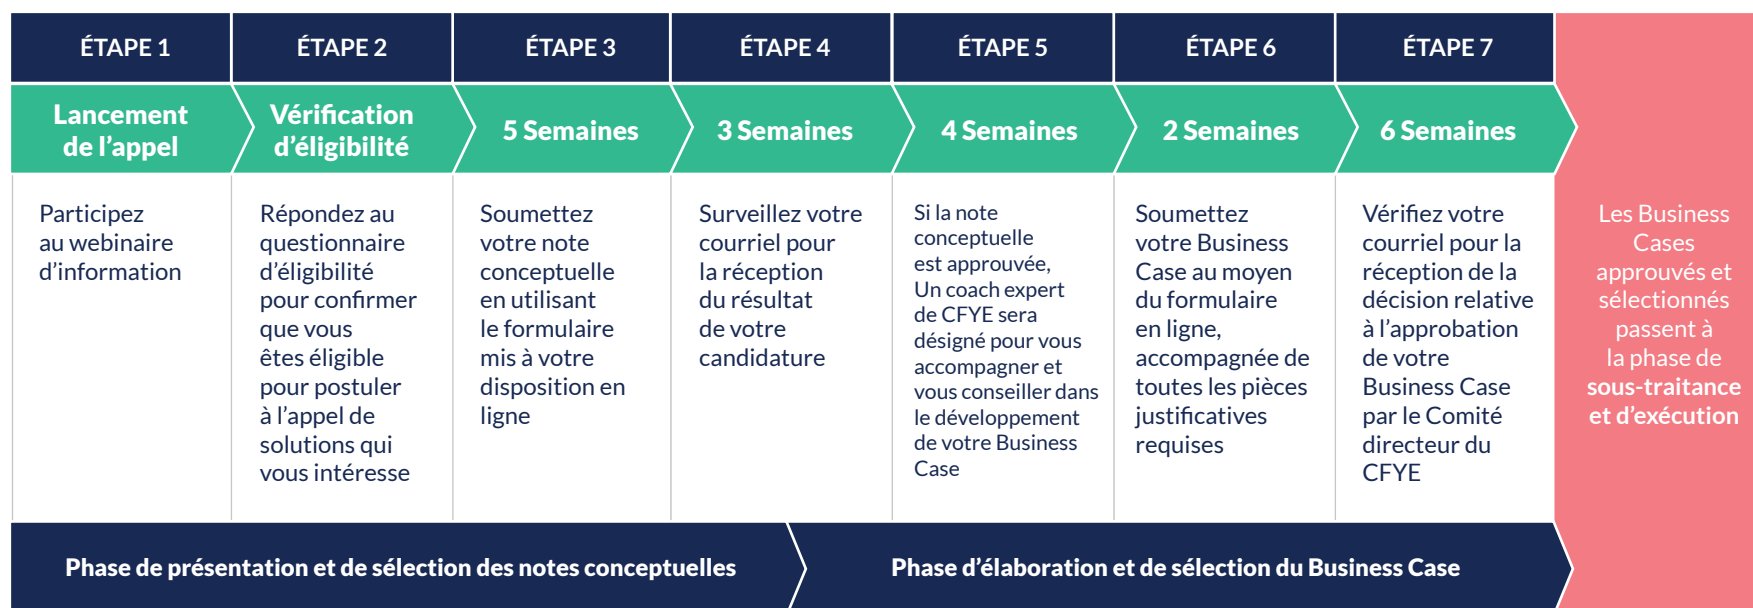 ÉTAPE 1
Lancement
de l'appel
Participez
au webinaire
d'information
ÉTAPE 2
Vérification
d'éligibilité
Répondez au
questionnaire
d'éligibilité
pour confirmer
que vous
êtes éligible
pour postuler
à l'appel de
solutions qui
vous intéresse
ÉTAPE 3
5 Semaines
Soumettez
votre note
conceptuelle
en utilisant
le formulaire
mis à votre
disposition en
ligne
ÉTAPE 4
3 Semaines
Surveillez votre
courriel pour
la réception
du résultat
de votre
candidature
ÉTAPE 5
4 Semaines
Si la note
conceptuelle
est approuvée,
Un coach expert
de CFYE sera
désigné pour vous
accompagner et
vous conseiller dans
le développement
de votre Business
Case
ÉTAPE 6
2 Semaines
Soumettez
votre Business
Case au moyen
du formulaire
en ligne,
accompagnée de
toutes les pièces
justificatives
requises
ÉTAPE 7
6 Semaines
Vérifiez votre
courriel pour la
réception de la
décision relative
à l'approbation
de votre
Business Case
par le Comité
directeur du
CFYE
Les Business
Cases
approuvés et
sélectionnés
passent à
la phase de
sous-traitance
et d'exécution
Phase de présentation et de sélection des notes conceptuelles
Phase d'élaboration et de sélection du Business Case